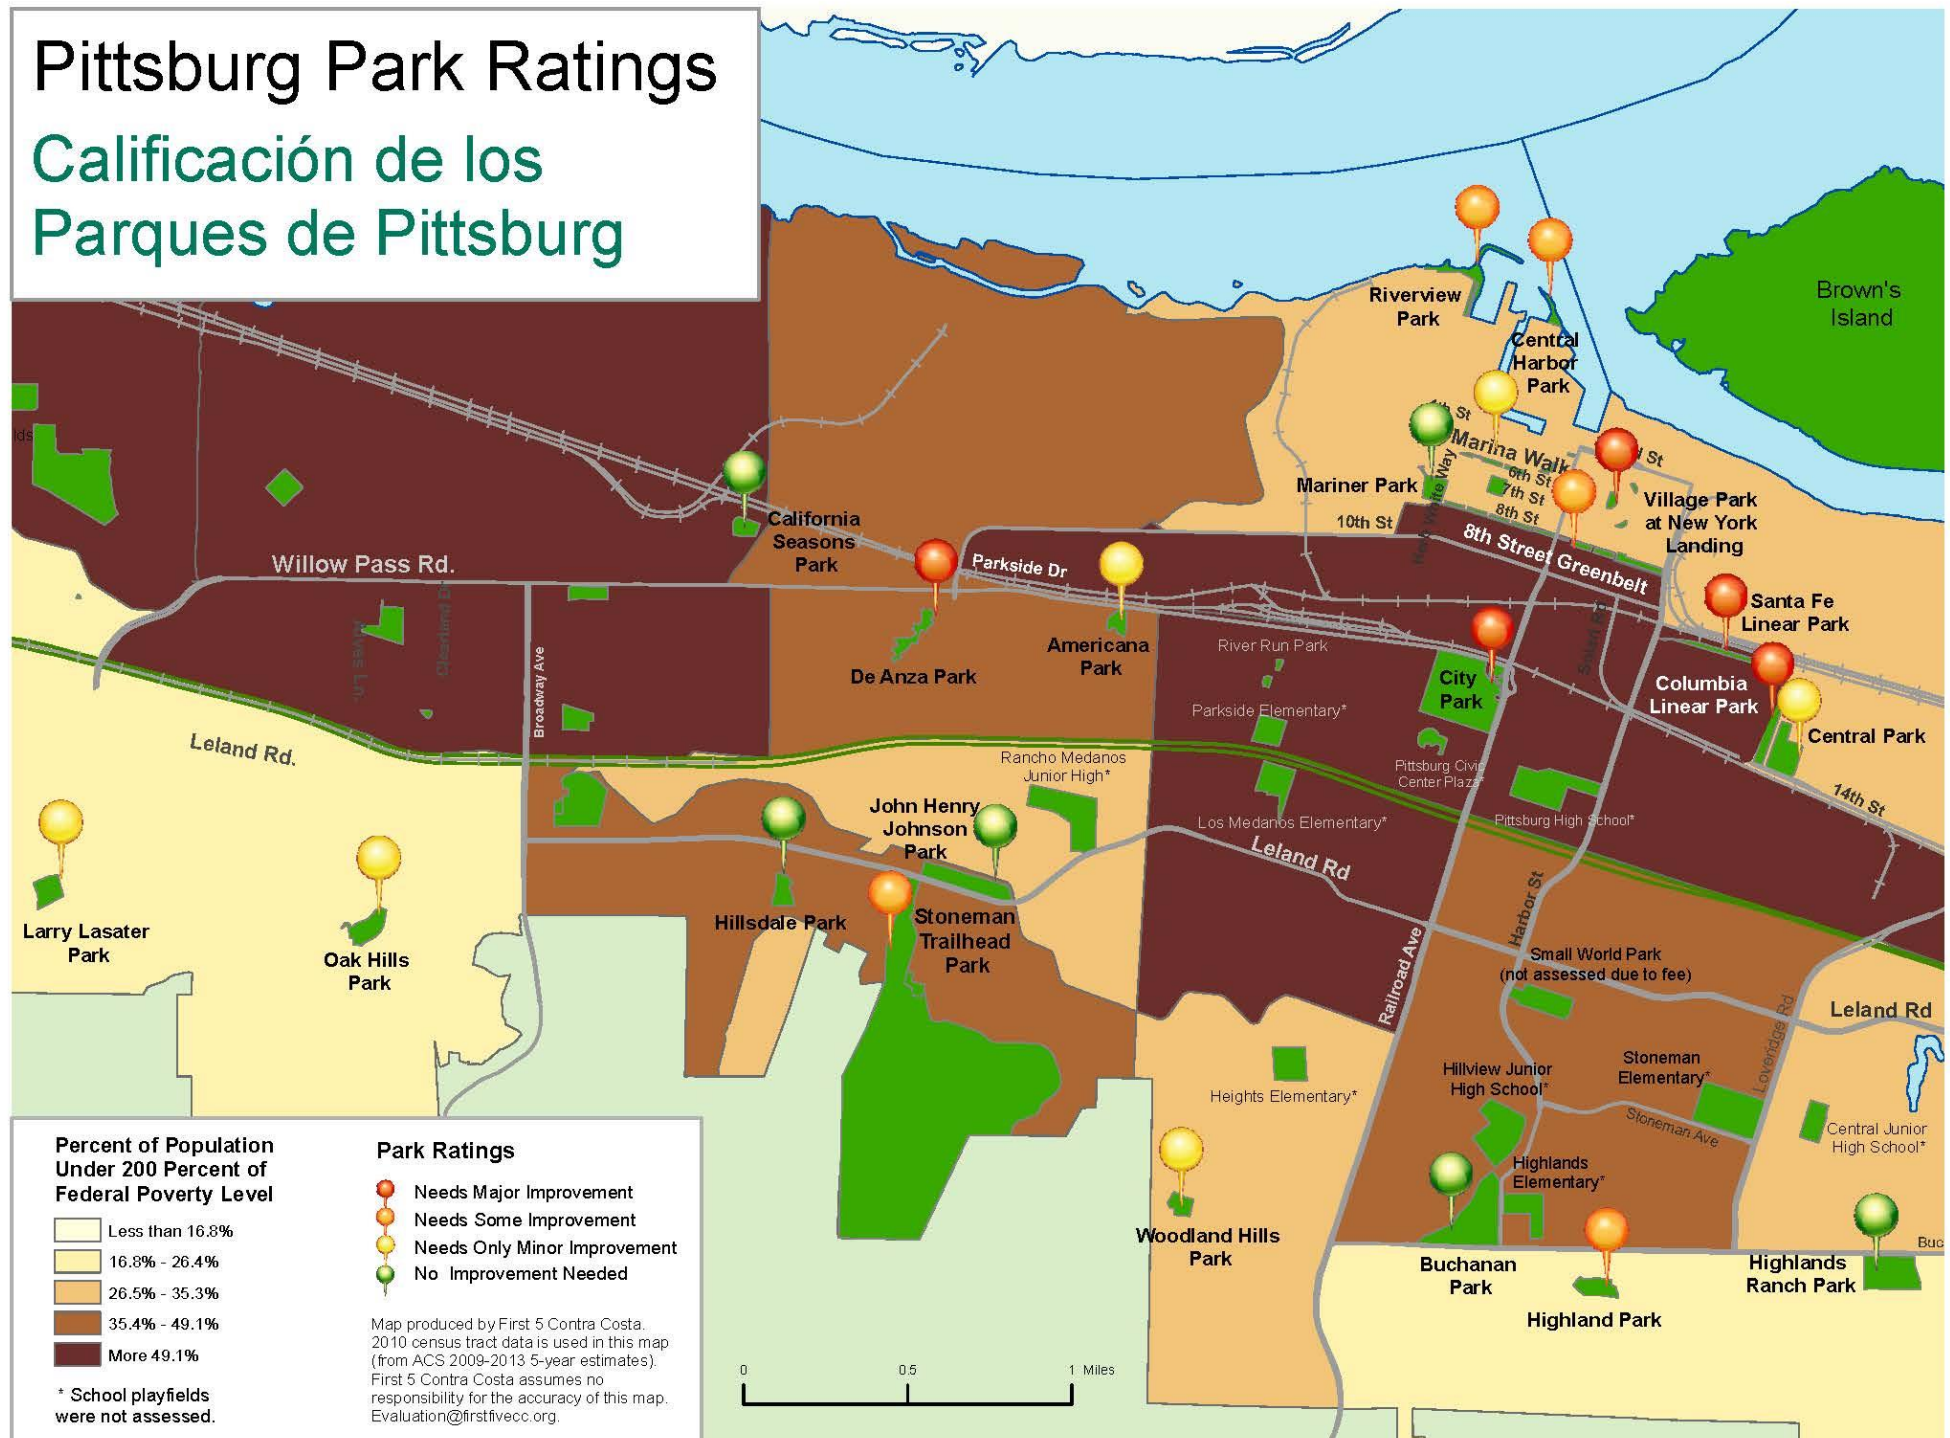 Pittsburg Park Ratings
Calificación de los
Parques de Pittsburg
Riverview
Park
Central
Harbor
Park
Brown's
Island
St
Marina Walk
6th St
7th St
8th St
St
Mariner Park
10th St
Village Park
at New York
Landing
8th Street Greenbelt
California
Seasons
Park
Willow Pass Rd.
Parkside Dr
lds
De Anza Park
Americana
Park
River Run Park
Parkside Elementary*
City
Park
Santa Fe
Linear Park
Columbia
Linear Park
Central Park
Broadway Ave
Leland Rd.
Rancho Medanos
Junior High*
Pittsburg Civic
Center Plaza*
Los Medanos Elementary*
Pittsburg High School*
14th St
Leland Rd
John Henry
Johnson
Park
Hillsdale Park
Stoneman
Trailhead
Park
Larry Lasater
Park
Oak Hills
Park
Railroad Ave
Harbor St
Small World Park
(not assessed due to fee)
Loveridge Rd
Leland Rd
Heights Elementary*
Hillview Junior
High School*
Stoneman
Elementary*
Stoneman Ave
Central Junior
High School*
Highlands
Elementary*
Woodland Hills
Park
Buchanan
Park
Highland Park
Highlands
Ranch Park
Buc
Percent of Population
Under 200 Percent of
Federal Poverty Level
Less than 16.8%
16.8% - 26.4%
26.5% - 35.3%
35.4% - 49.1%
More 49.1%
* School playfields
were not assessed.
Park Ratings
Needs Major Improvement
Needs Some Improvement
Needs Only Minor Improvement
No Improvement Needed
Map produced by First 5 Contra Costa.
2010 census tract data is used in this map
(from ACS 2009-2013 5-year estimates).
First 5 Contra Costa assumes no
responsibility for the accuracy of this map.
Evaluation@firstfivecc.org.
0 0.5 1 Miles